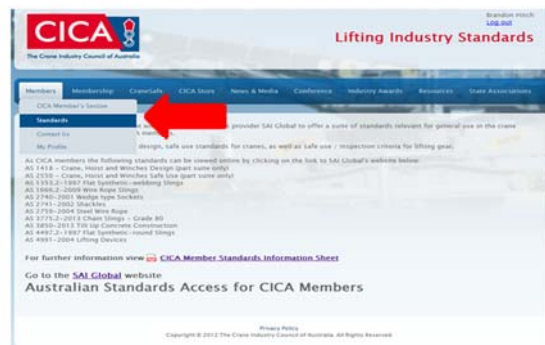 Brandon Hitch
Log out
CICA
The Crane Industry Council of Australia
Lifting Industry Standards
Members Membership CraneSafe CICA Store News & Media Conference Industry Awards Resources State Associations
CICA Member's Section
Standards
Contact Us
My Profile
provider SAI Global to offer a suite of standards relevant for general use in the crane
members.
design, safe use standards for cranes, as well as safe use / inspection criteria for lifting gear.
As CICA members the following standards can be viewed online by clicking on the link to SAI Global's website below:
AS 1418 - Crane, Hoist and Winches Design (part suite only)
AS 2550 - Crane, Hoist and Winches Safe Use (part suite only)
AS 1353.2-1997 Flat Synthetic-webbing Slings
AS 1666.2-2009 Wire Rope Slings
AS 2740-2001 Wedge type Sockets
AS 2741-2002 Shackles
AS 2759-2004 Steel Wire Rope
AS 3775.2-2013 Chain Slings - Grade 80
AS 3850-2013 Tilt Up Concrete Construction
AS 4497.2-1997 Flat Synthetic-round Slings
AS 4991-2004 Lifting Devices
For further information view CICA Member Standards Information Sheet
Go to the SAI Global website
Australian Standards Access for CICA Members
Privacy Policy
Copyright © 2012 The Crane Industry Council of Australia. All Rights Reserved